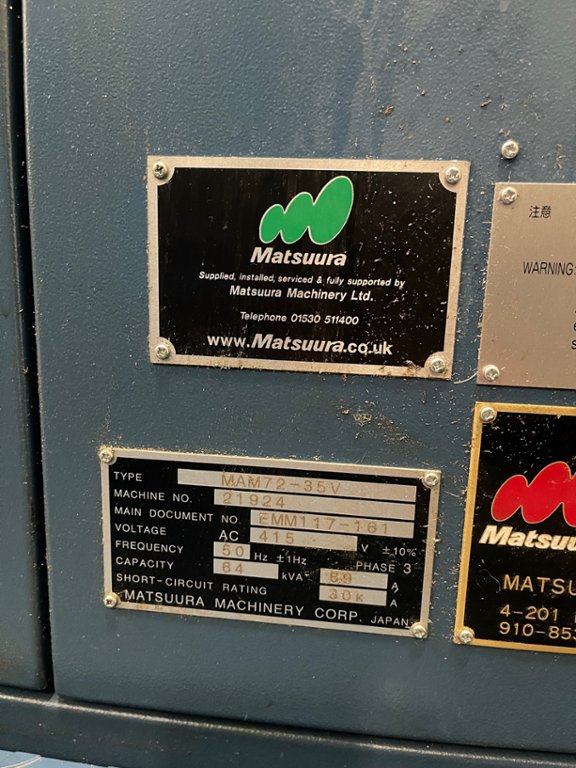 Matsuura
Supplied, installed, serviced & fully supported by
Matsuura Machinery Ltd.
Telephone 01530 511400
www.Matsuura.co.uk
注意
WARNING:
TYPE MAM72-35V
MACHINE NO. 21924
MAIN DOCUMENT NO. EMM117-161
VOLTAGE AC 415 V ±10%
FREQUENCY 50 Hz ±1Hz PHASE 3
CAPACITY 64 kVA 89 A
SHORT-CIRCUIT RATING 30k A
MATSUURA MACHINERY CORP. JAPAN
Matsuu
MATSU
4-201
910-85